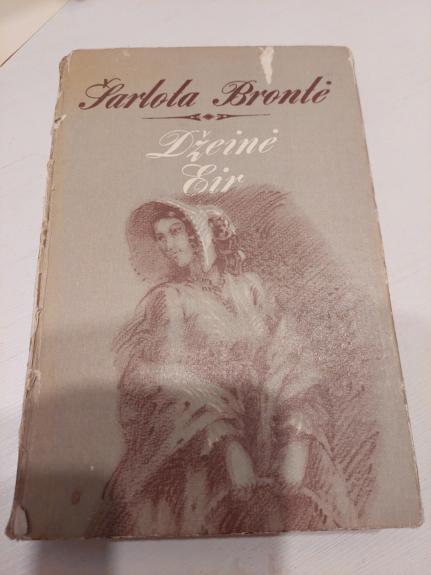 Šarlota Brontė
Džeinė
Eir